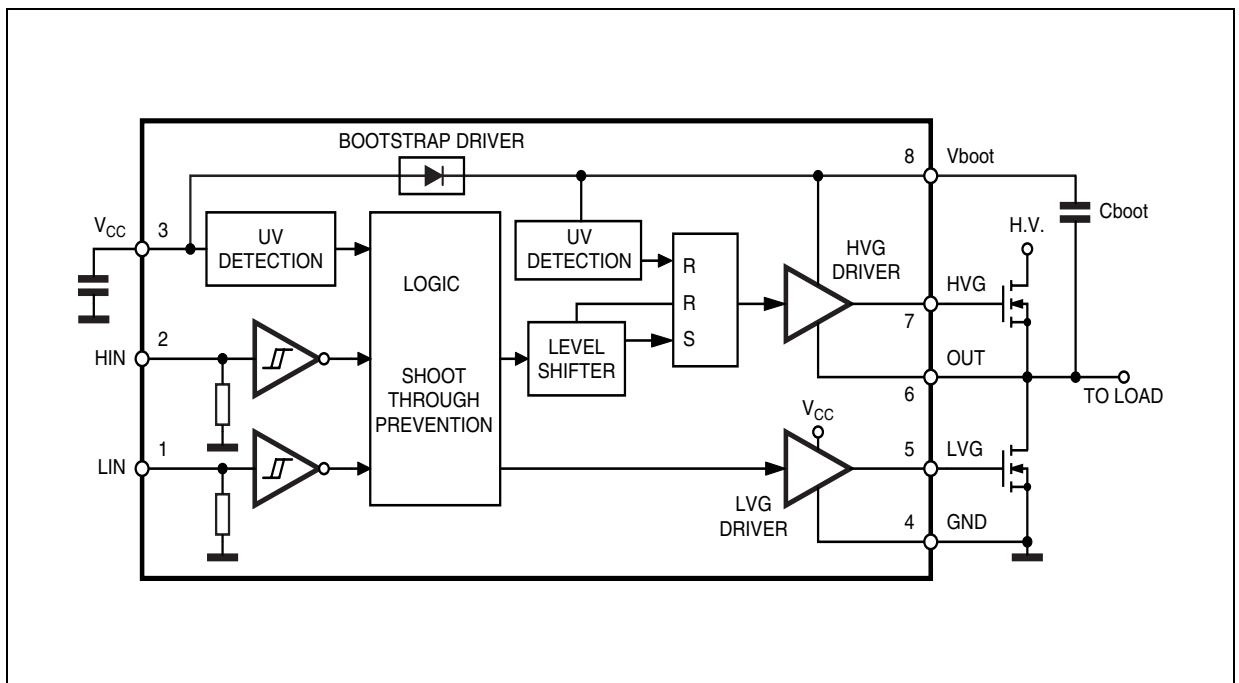 BOOTSTRAP DRIVER
8
Vboot
VCC
3
UV
DETECTION
LOGIC
SHOOT
THROUGH
PREVENTION
UV
DETECTION
R
R
S
LEVEL
SHIFTER
HVG
DRIVER
Cboot
H.V.
HVG
7
HIN
2
OUT
6
TO LOAD
VCC
LIN
1
5
LVG
LVG
DRIVER
4
GND